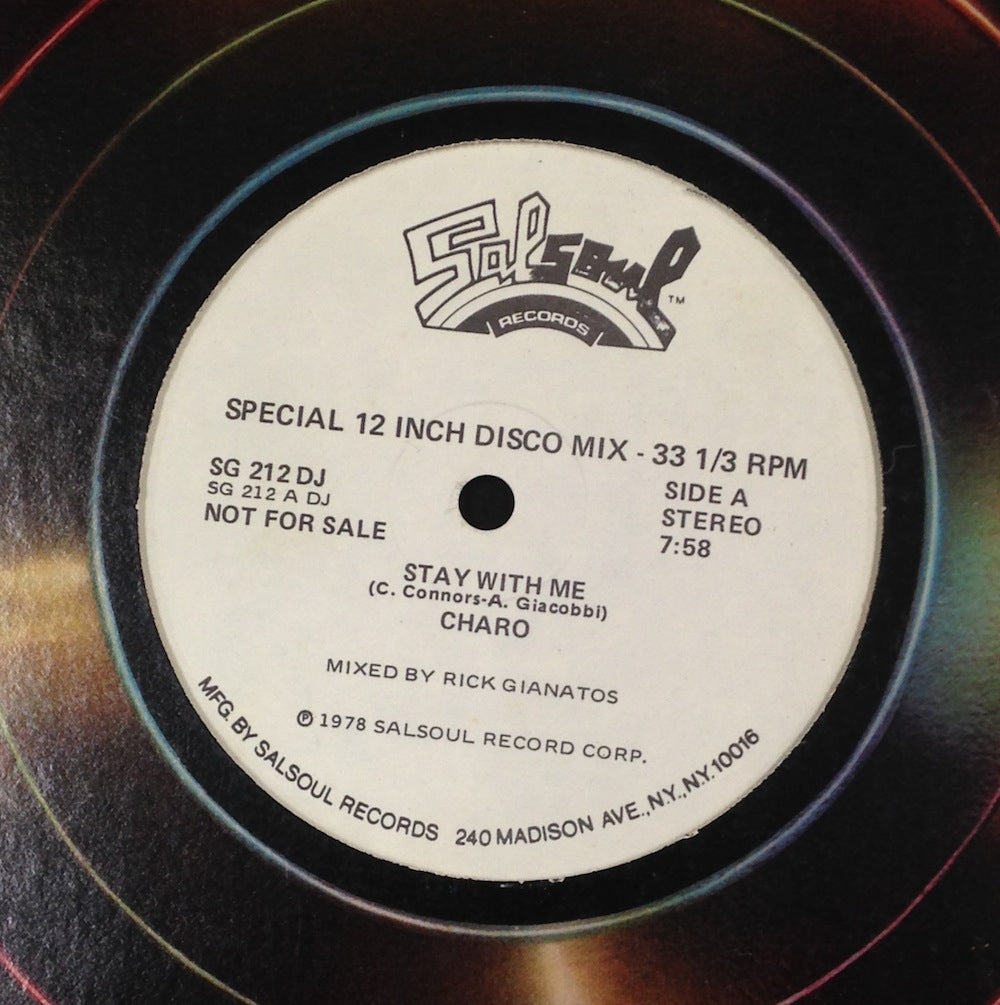 Salsoul™
RECORDS
SPECIAL 12 INCH DISCO MIX - 33 1/3 RPM
SG 212 DJ
SG 212 A DJ
NOT FOR SALE
SIDE A
STEREO
7:58
STAY WITH ME
(C. Connors-A. Giacobbi)
CHARO
MIXED BY RICK GIANATOS
℗ 1978 SALSOUL RECORD CORP.
MFG. BY SALSOUL RECORDS 240 MADISON AVE.,N.Y.,N.Y.10016